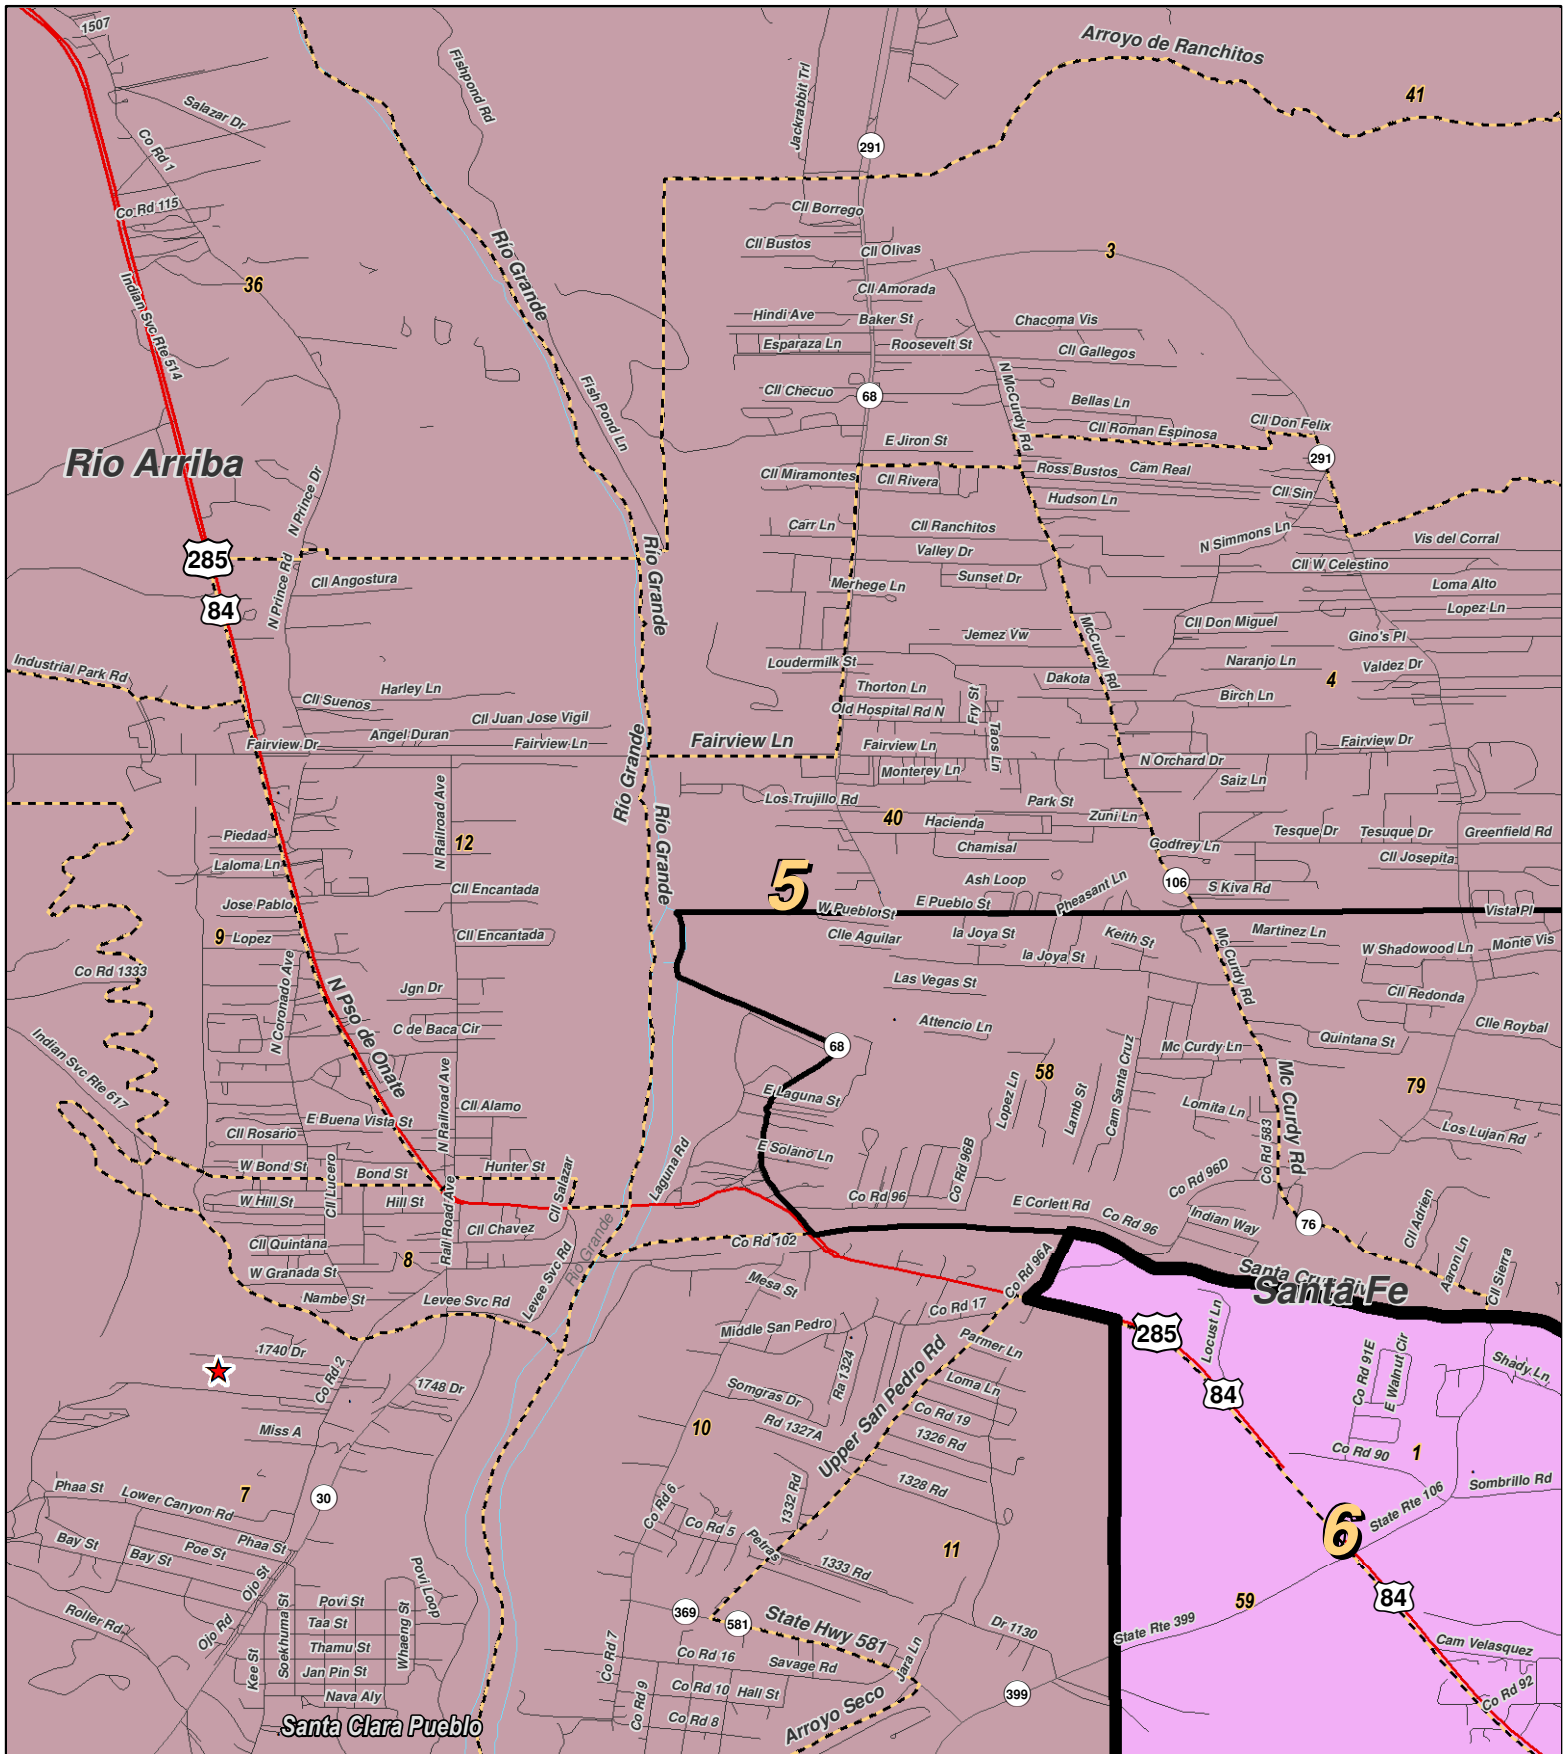 1507
Arroyo de Ranchitos
Fishpond Rd
Jackrabbit Trl
41
Salazar Dr
Co Rd 1
291
Co Rd 115
Cll Borrego
Cll Bustos
Cll Olivas
3
Rio Grande
36
Indian Svc Rte 514
Cll Amorada
Hindi Ave
Baker St
Chacoma Vis
Esparaza Ln
Roosevelt St
Cll Gallegos
Fish Pond Ln
Cll Checuo
68
N McCurdy Rd
Bellas Ln
Cll Roman Espinosa
Cll Don Felix
E Jiron St
291
Rio Arriba
Cll Miramontes
Cll Rivera
Ross Bustos
Cam Real
Hudson Ln
Cll Sin
N Prince Dr
Carr Ln
Cll Ranchitos
N Simmons Ln
Vis del Corral
285
Rio Grande
Valley Dr
Cll W Celestino
N Prince Rd
Cll Angostura
Merhege Ln
Sunset Dr
Loma Alto
84
Lopez Ln
Cll Don Miguel
Jemez Vw
McCurdy Rd
Gino's Pl
Industrial Park Rd
Loudermilk St
Naranjo Ln
Valdez Dr
Harley Ln
Thorton Ln
Dakota
4
Cll Suenos
Birch Ln
Old Hospital Rd N
Fry St
Cll Juan Jose Vigil
Angel Duran
Taos Ln
Fairview Dr
Fairview Ln
Rio Grande
Fairview Ln
Fairview Ln
Fairview Dr
N Orchard Dr
Monterey Ln
Saiz Ln
N Railroad Ave
Los Trujillo Rd
Park St
Rio Grande
40
Hacienda
Zuni Ln
Piedad
12
Tesque Dr
Tesuque Dr
Greenfield Rd
Chamisal
Godfrey Ln
Cll Josepita
Laloma Ln
5
Ash Loop
Pheasant Ln
106
S Kiva Rd
Cll Encantada
Jose Pablo
W Pueblo St
E Pueblo St
Vista Pl
9
Lopez
Cll Encantada
Clle Aguilar
la Joya St
Keith St
Martinez Ln
W Shadowood Ln
Monte Vis
Co Rd 1333
N Coronado Ave
N Pso de Onate
Jgn Dr
la Joya St
Mc Curdy Rd
Las Vegas St
Cll Redonda
C de Baca Cir
Attencio Ln
Clle Roybal
Quintana St
Indian Svc Rte 617
68
Mc Curdy Ln
58
79
N Railroad Ave
E Laguna St
Lopez Ln
Lamb St
Cam Santa Cruz
Mc Curdy Rd
Cll Alamo
E Buena Vista St
Lomita Ln
Cll Rosario
Los Lujan Rd
E Solano Ln
Co Rd 583
W Bond St
Cll Lucero
Bond St
Hunter St
Cll Salazar
Laguna Rd
Co Rd 96B
Co Rd 96D
W Hill St
Hill St
Co Rd 96
E Corlett Rd
Co Rd 96
Indian Way
76
Cll Adrien
Rail Road Ave
Cll Chavez
Rio Grande
Cll Quintana
Co Rd 102
Co Rd 96A
W Granada St
8
Levee Svc Rd
Mesa St
Aaron Ln
Cll Sierra
Nambe St
Levee Svc Rd
Co Rd 17
Santa Fe
Middle San Pedro
Parmer Ln
285
Locust Ln
1740 Dr
Co Rd 2
1748 Dr
Ra 1324
Upper San Pedro Rd
Loma Ln
84
Co Rd 91E
E Walnut Cir
Shady Ln
Somgras Dr
Miss A
Rd 1327A
Co Rd 19
10
1326 Rd
Co Rd 90
1
Phaa St
Lower Canyon Rd
7
30
Co Rd 6
1332 Rd
1328 Rd
Sombrillo Rd
State Rte 106
6
Bay St
Bay St
Poe St
Phaa St
Co Rd 5
Petras
11
1333 Rd
Ojo St
Povi Loop
59
84
Roller Rd
Ojo Rd
Soekhuma St
Povi St
Taa St
Whaeng St
369
581
State Hwy 581
Dr 1130
State Rte 399
Thamu St
Kee St
Co Rd 7
Co Rd 16
Savage Rd
Jara Ln
Cam Velasquez
Jan Pin St
Co Rd 10
Hall St
399
Co Rd 92
Nava Aly
Co Rd 9
Co Rd 8
Arroyo Seco
Santa Clara Pueblo